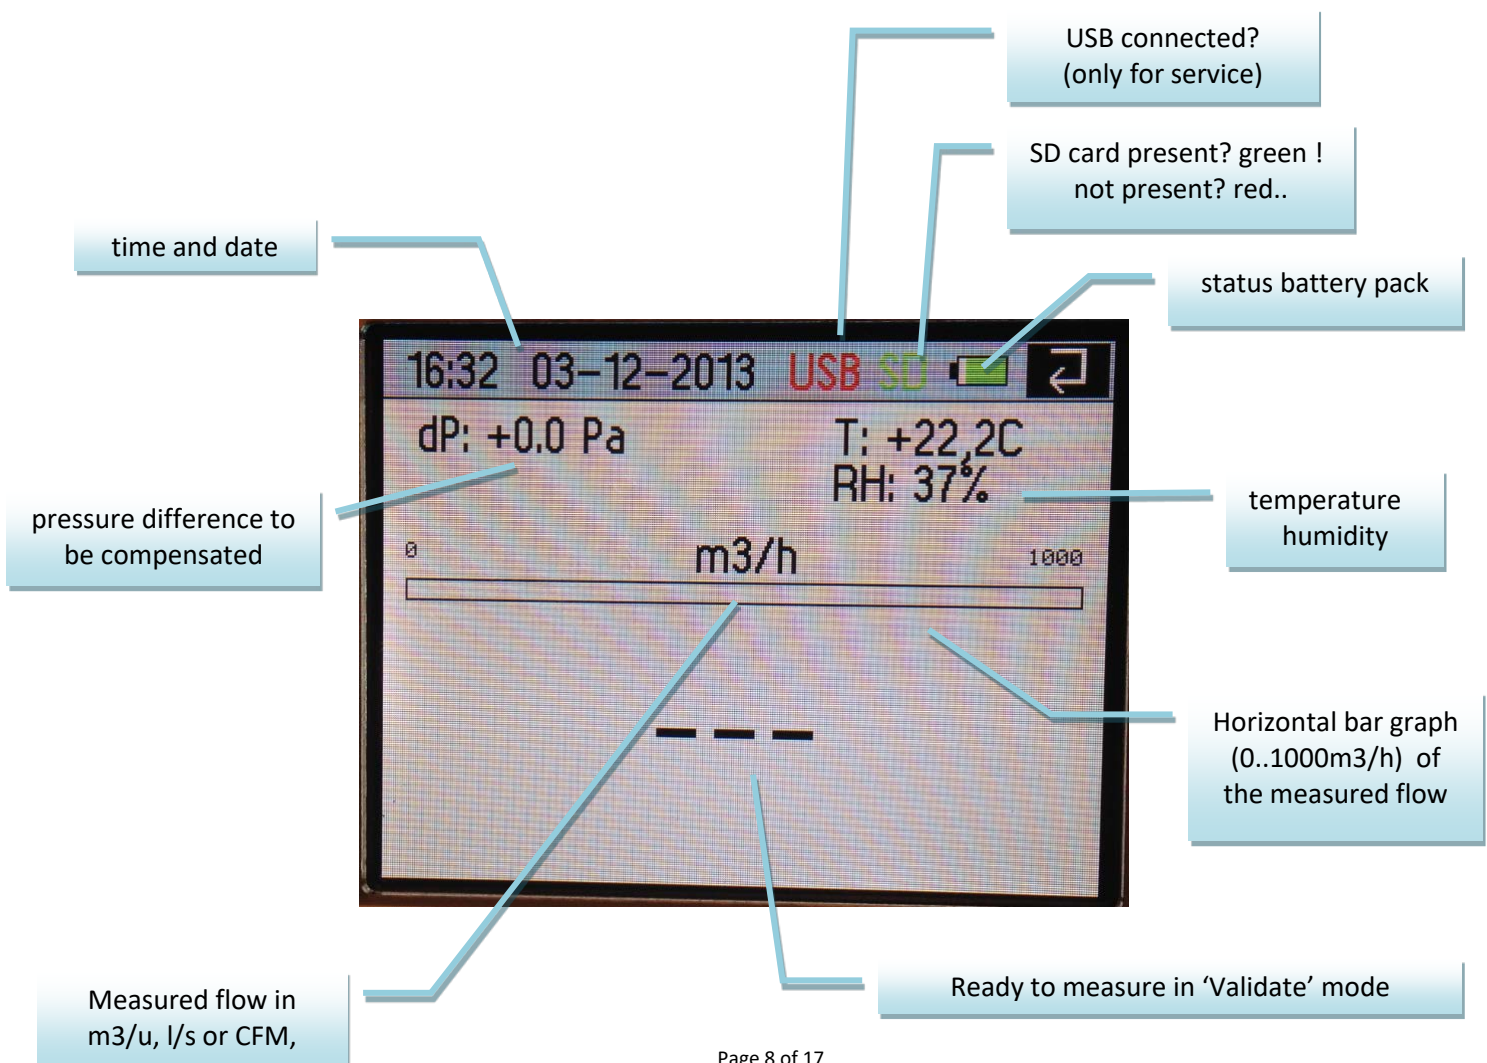 USB connected?
(only for service)
SD card present? green !
not present? red..
time and date
status battery pack
16:32 03-12-2013 USB SD
dP: +0.0 Pa
T: +22,2C
RH: 37%
pressure difference to
be compensated
temperature
humidity
0 m3/h 1000
Horizontal bar graph
(0..1000m3/h) of
the measured flow
---
Ready to measure in ‘Validate’ mode
Measured flow in
m3/u, l/s or CFM,
Page 8 of 17